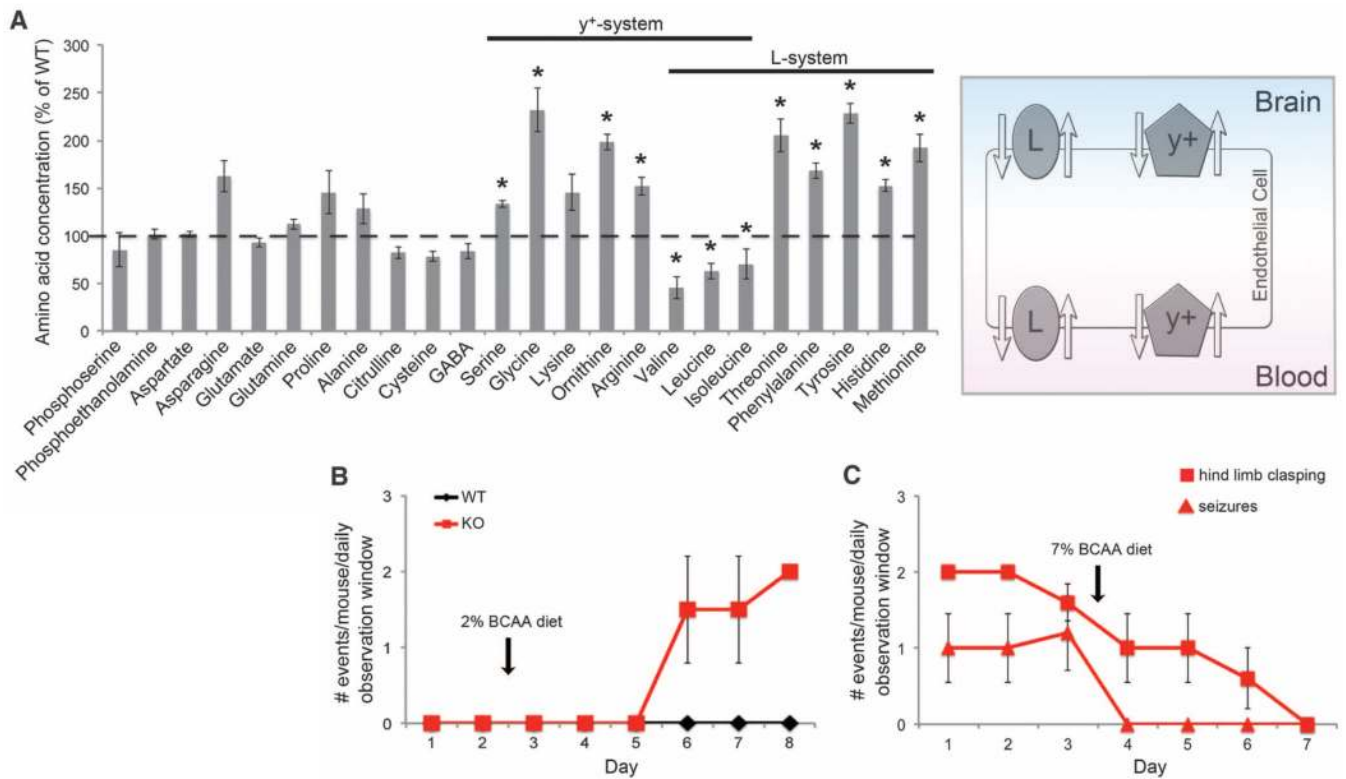 A
y⁺-system
L-system
Amino acid concentration (% of WT)
300
250
200
150
100
50
0
* * * * * * * * * * * *
Phosphoserine
Phosphoethanolamine
Aspartate
Asparagine
Glutamate
Glutamine
Proline
Alanine
Citrulline
Cysteine
GABA
Serine
Glycine
Lysine
Ornithine
Arginine
Valine
Leucine
Isoleucine
Threonine
Phenylalanine
Tyrosine
Histidine
Methionine
Brain
L
y+
Endothelial Cell
L
y+
Blood
B
WT
KO
# events/mouse/daily
observation window
3
2
1
0
2% BCAA diet
1 2 3 4 5 6 7 8
Day
C
hind limb clasping
seizures
# events/mouse/daily
observation window
3
2
1
0
7% BCAA diet
1 2 3 4 5 6 7
Day